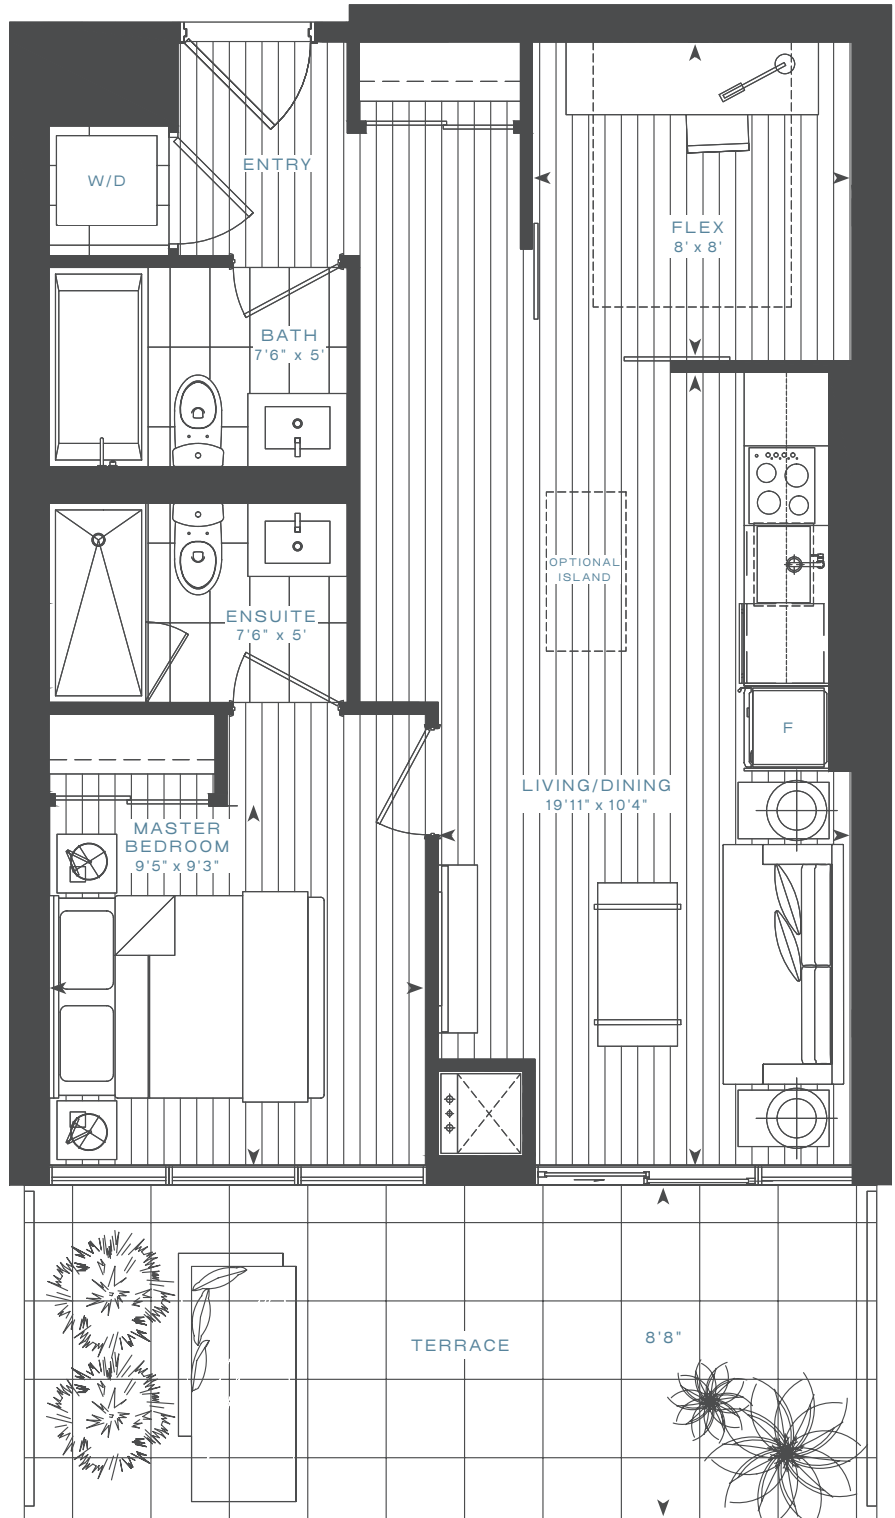 ENTRY
W/D
FLEX
8' x 8'
BATH
7'6" x 5'
OPTIONAL
ISLAND
ENSUITE
7'6" x 5'
F
LIVING/DINING
19'11" x 10'4"
MASTER
BEDROOM
9'5" x 9'3"
TERRACE
8'8"